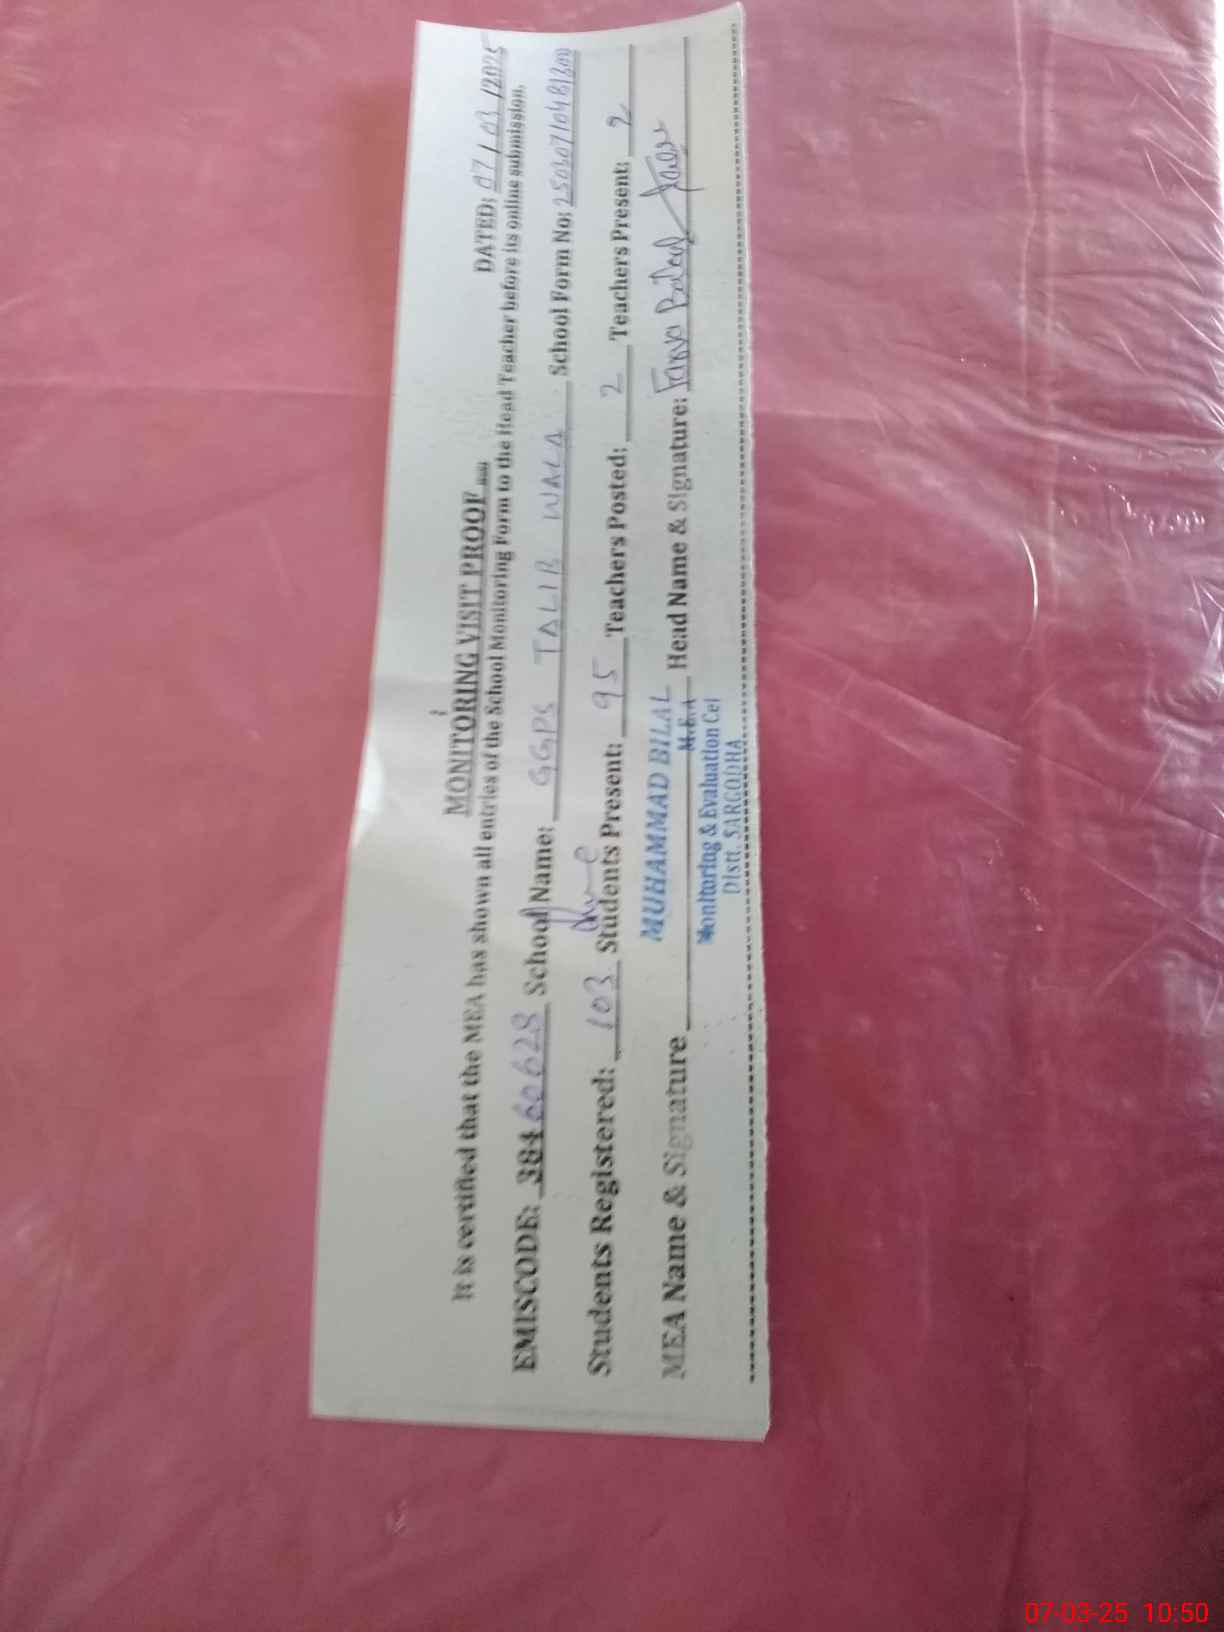 MONITORING VISIT PROOF
DATED: 07/03/2025
It is certified that the MEA has shown all entries of the School Monitoring Form to the Head Teacher before its online submission.
EMISCODE: 38460628 School Name: GGPS TALIB WALA School Form No:
Students Registered: 103 Students Present: 95 Teachers Posted: 2 Teachers Present: 2
MUHAMMAD BILAL
MEA Name & Signature M.E.A Head Name & Signature:
Monitoring & Evaluation Cel
Distt. SARGODHA
07-03-25 10:50